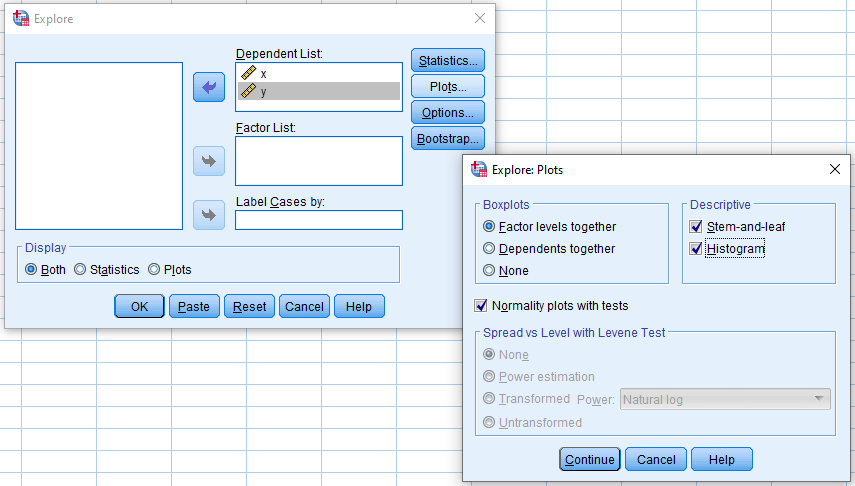 Explore
Dependent List:
x
y
Statistics...
Plots...
Options...
Bootstrap...
Factor List:
Label Cases by:
Display
Both Statistics Plots
OK Paste Reset Cancel Help
Explore: Plots
Boxplots
Factor levels together
Dependents together
None
Descriptive
Stem-and-leaf
Histogram
Normality plots with tests
Spread vs Level with Levene Test
None
Power estimation
Transformed Power: Natural log
Untransformed
Continue Cancel Help